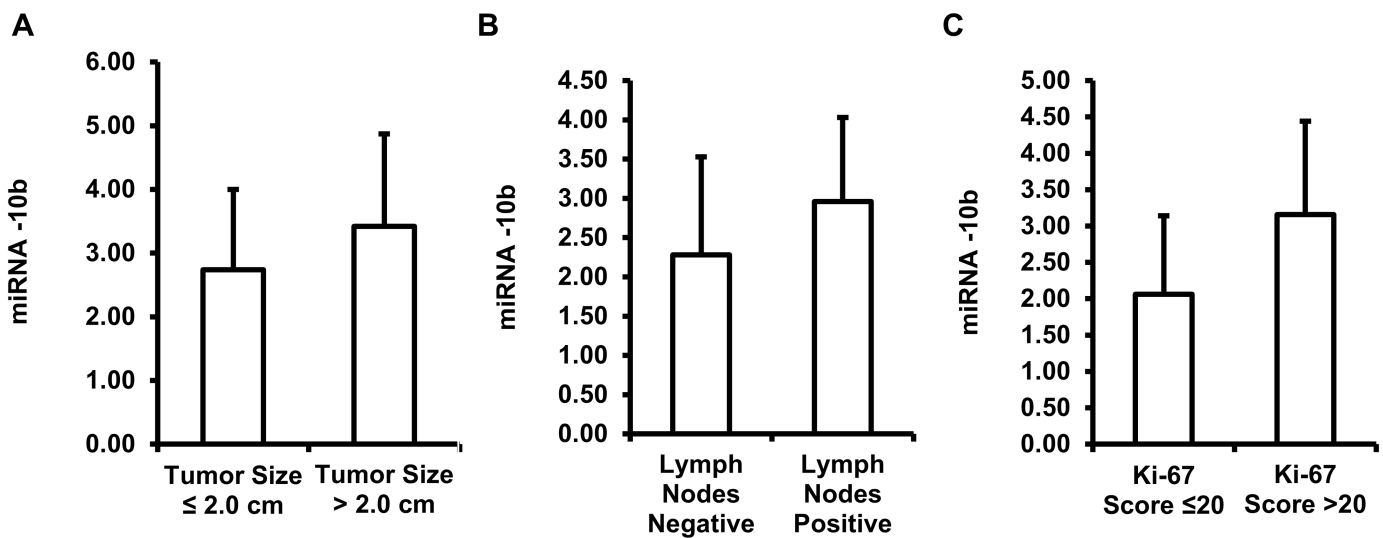 A
miRNA -10b
6.00
5.00
4.00
3.00
2.00
1.00
0.00
Tumor Size
≤ 2.0 cm
Tumor Size
> 2.0 cm
B
miRNA -10b
4.50
4.00
3.50
3.00
2.50
2.00
1.50
1.00
0.50
0.00
Lymph
Nodes
Negative
Lymph
Nodes
Positive
C
miRNA -10b
5.00
4.50
4.00
3.50
3.00
2.50
2.00
1.50
1.00
0.50
0.00
Ki-67
Score ≤20
Ki-67
Score >20